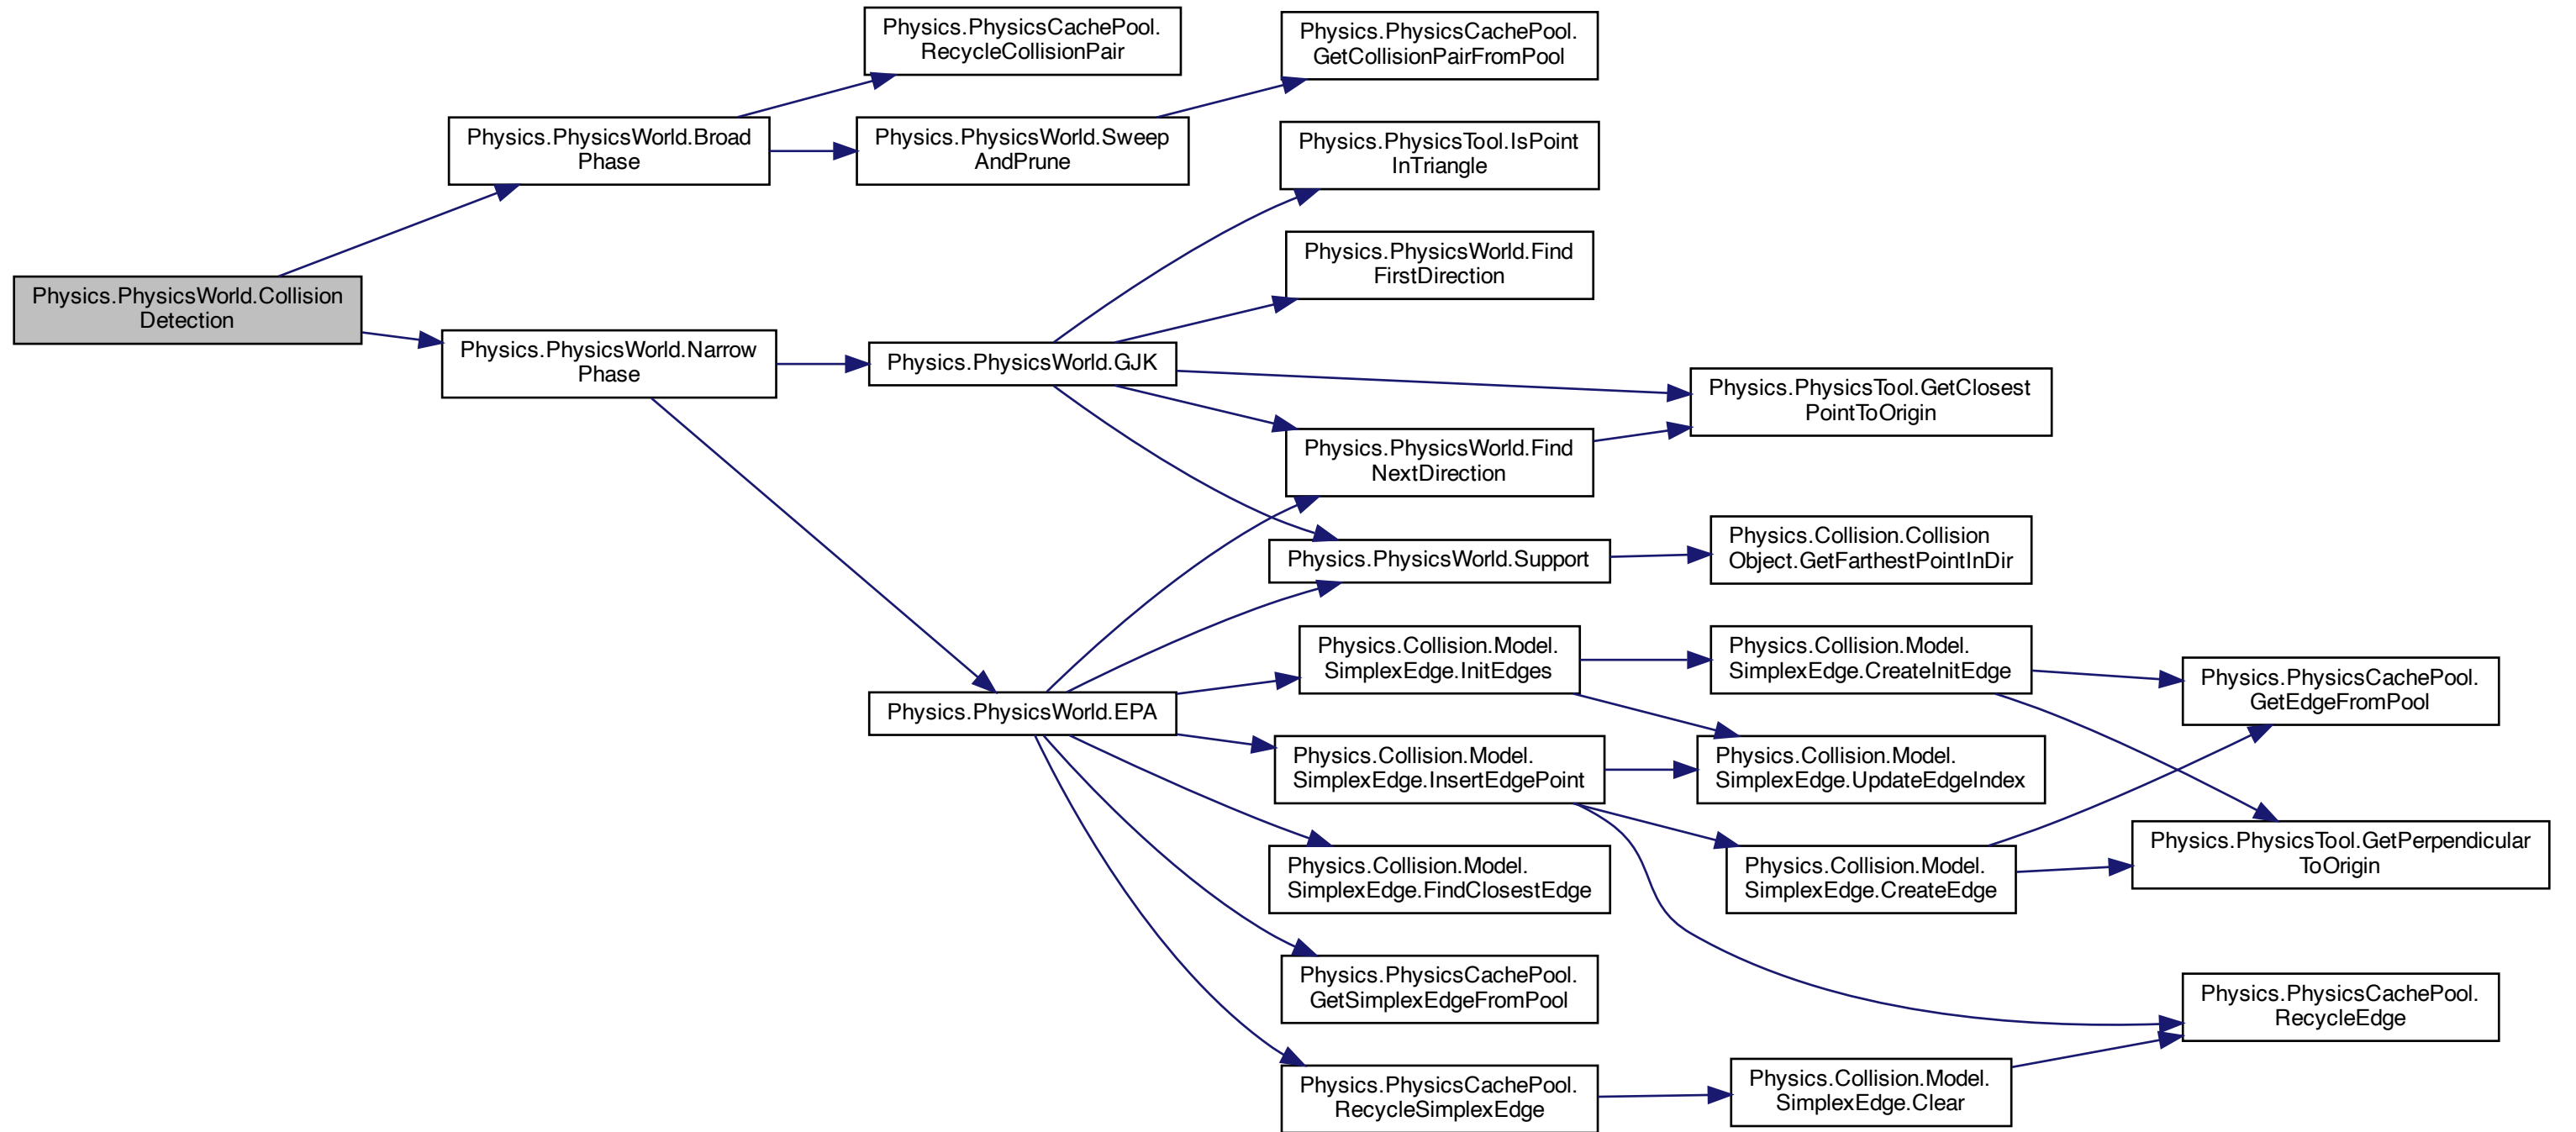 Physics.PhysicsWorld.Collision
Detection
Physics.PhysicsWorld.Broad
Phase
Physics.PhysicsWorld.Narrow
Phase
Physics.PhysicsCachePool.
RecycleCollisionPair
Physics.PhysicsWorld.Sweep
AndPrune
Physics.PhysicsWorld.GJK
Physics.PhysicsWorld.EPA
Physics.PhysicsCachePool.
GetCollisionPairFromPool
Physics.PhysicsTool.IsPoint
InTriangle
Physics.PhysicsWorld.Find
FirstDirection
Physics.PhysicsWorld.Find
NextDirection
Physics.PhysicsWorld.Support
Physics.Collision.Model.
SimplexEdge.InitEdges
Physics.Collision.Model.
SimplexEdge.InsertEdgePoint
Physics.Collision.Model.
SimplexEdge.FindClosestEdge
Physics.PhysicsCachePool.
GetSimplexEdgeFromPool
Physics.PhysicsCachePool.
RecycleSimplexEdge
Physics.PhysicsTool.GetClosest
PointToOrigin
Physics.Collision.Collision
Object.GetFarthestPointInDir
Physics.Collision.Model.
SimplexEdge.CreateInitEdge
Physics.Collision.Model.
SimplexEdge.UpdateEdgeIndex
Physics.Collision.Model.
SimplexEdge.CreateEdge
Physics.Collision.Model.
SimplexEdge.Clear
Physics.PhysicsCachePool.
GetEdgeFromPool
Physics.PhysicsTool.GetPerpendicular
ToOrigin
Physics.PhysicsCachePool.
RecycleEdge